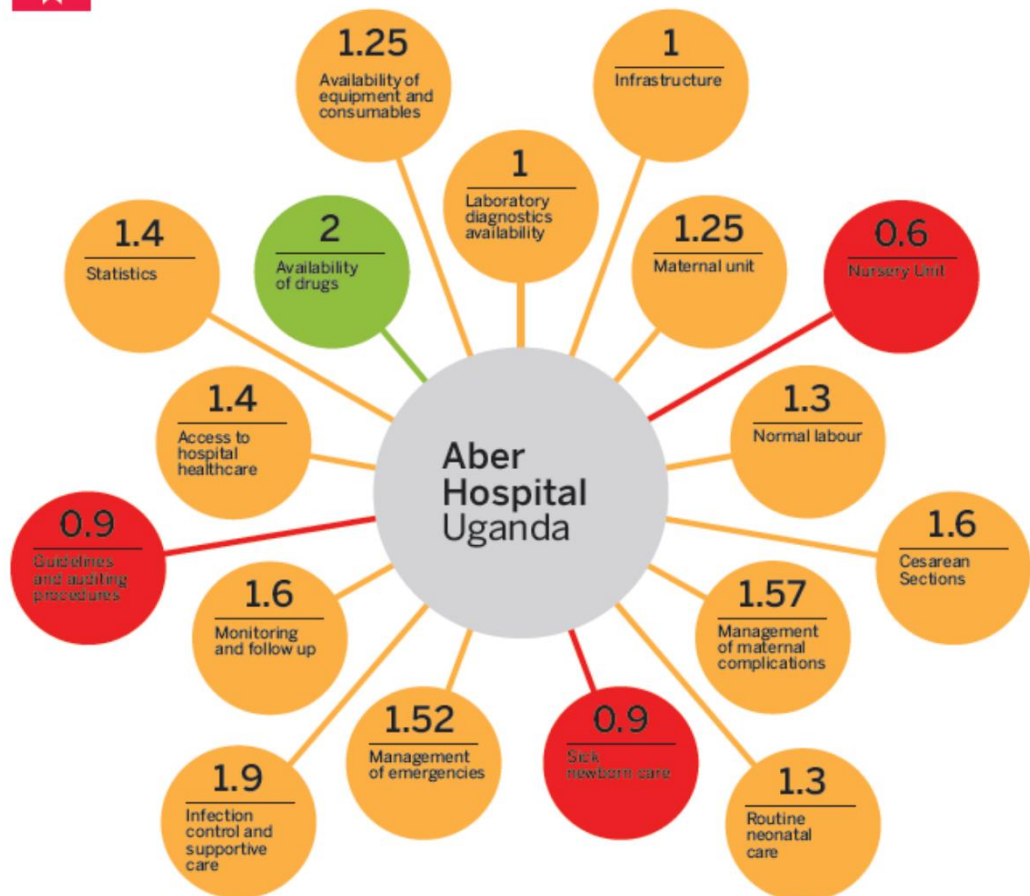 1.25
Availability of
equipment and
consumables
1
Infrastructure
1
Laboratory
diagnostics
availability
1.4
Statistics
2
Availability
of drugs
1.25
Maternal unit
0.6
Nursery Unit
1.4
Access to
hospital
healthcare
1.3
Normal labour
Aber
Hospital
Uganda
0.9
Guidelines
and auditing
procedures
1.6
Cesarean
Sections
1.6
Monitoring
and follow up
1.57
Management
of maternal
complications
1.52
Management
of emergencies
0.9
Sick
newborn care
1.9
Infection
control and
supportive
care
1.3
Routine
neonatal
care